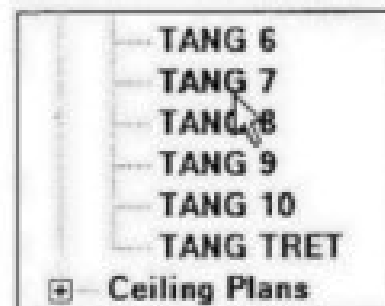 TANG 6
TANG 7
TANG 8
TANG 9
TANG 10
TANG TRET
Ceiling Plans